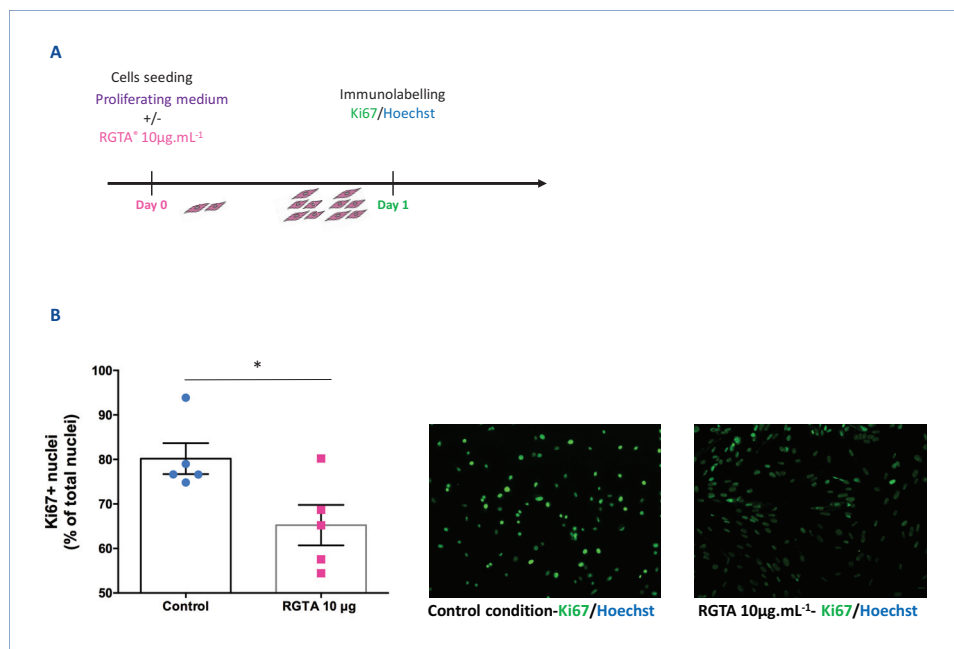 A
Cells seeding
Proliferating medium
+/-
RGTA® 10µg.mL⁻¹
Immunolabelling
Ki67/Hoechst
Day 0
Day 1
B
*
Ki67+ nuclei
(% of total nuclei)
100
90
80
70
60
50
Control
RGTA 10 µg
Control condition-Ki67/Hoechst
RGTA 10µg.mL⁻¹- Ki67/Hoechst